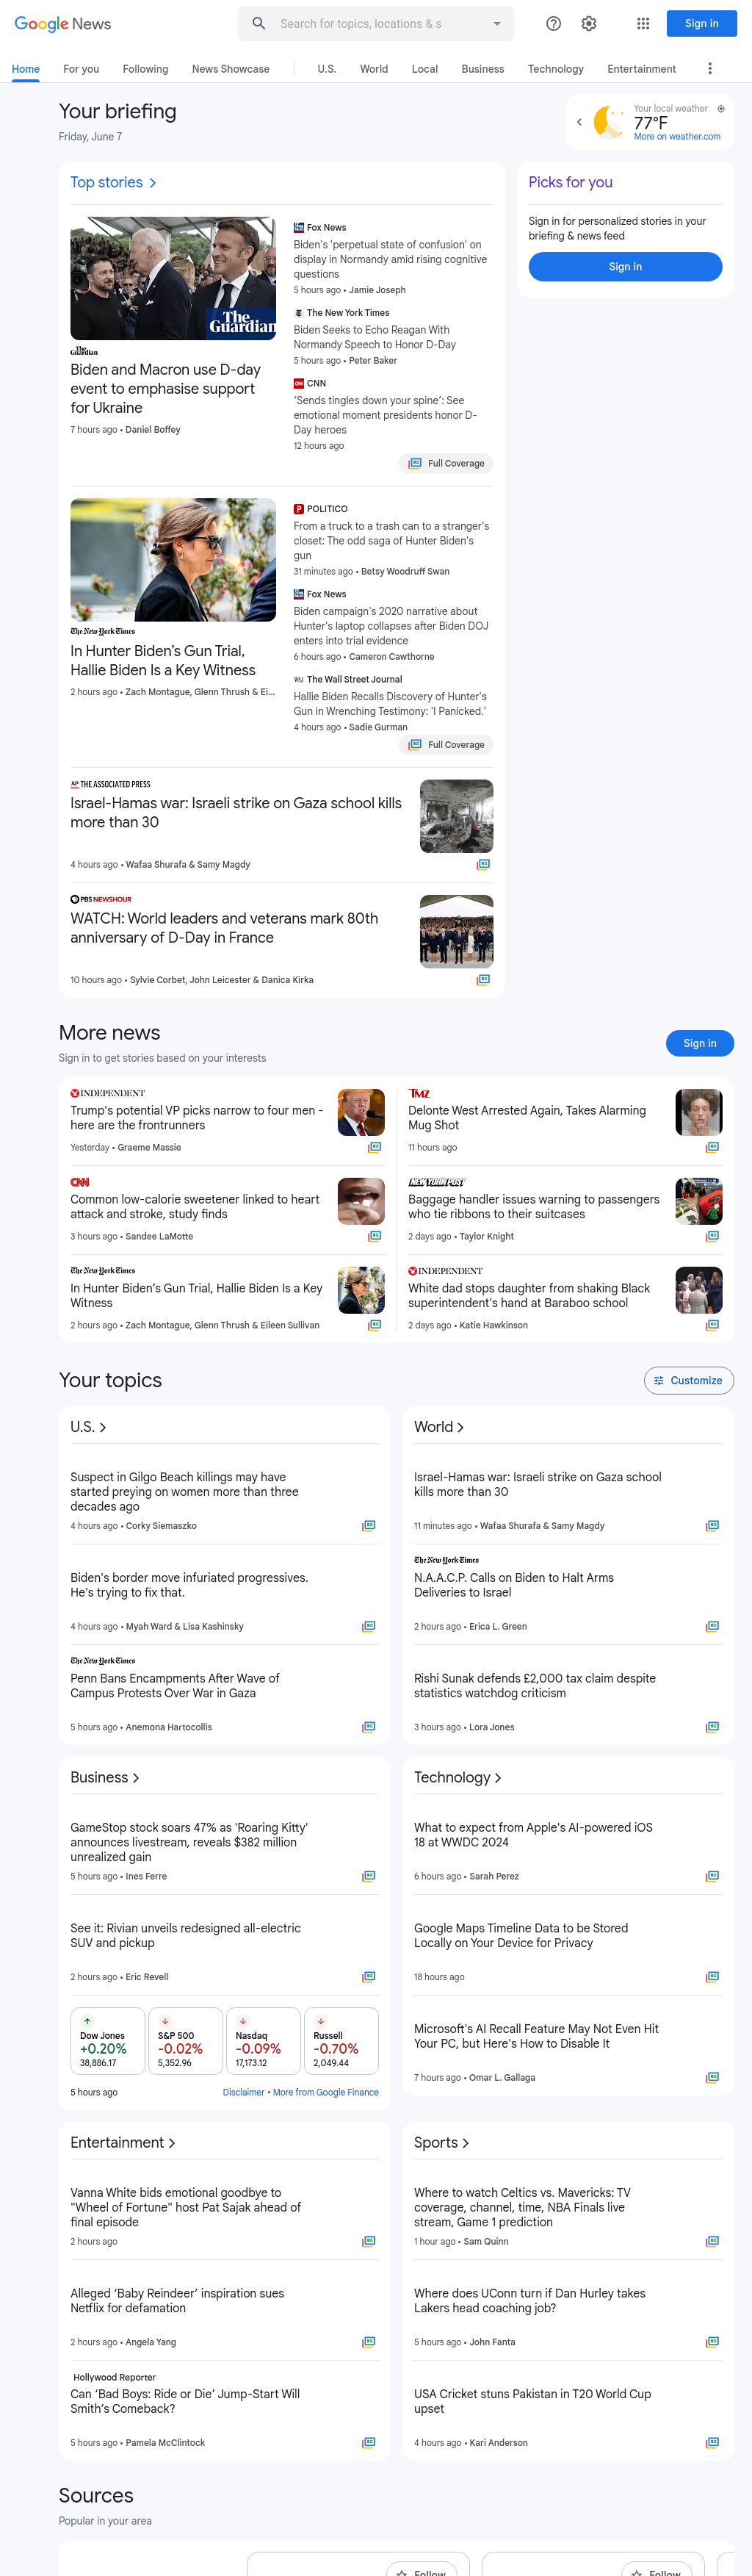 Google News
Search for topics, locations & s
Sign in
Home
For you
Following
News Showcase
U.S.
World
Local
Business
Technology
Entertainment
Your briefing
Friday, June 7
Your local weather
77°F
More on weather.com
Top stories
The Guardian
The Guardian
Biden and Macron use D-day
event to emphasise support
for Ukraine
7 hours ago • Daniel Boffey
Fox News
Biden's 'perpetual state of confusion' on
display in Normandy amid rising cognitive
questions
5 hours ago • Jamie Joseph
The New York Times
Biden Seeks to Echo Reagan With
Normandy Speech to Honor D-Day
5 hours ago • Peter Baker
CNN
‘Sends tingles down your spine’: See
emotional moment presidents honor D-
Day heroes
12 hours ago
Full Coverage
Picks for you
Sign in for personalized stories in your
briefing & news feed
Sign in
The New York Times
In Hunter Biden's Gun Trial,
Hallie Biden Is a Key Witness
2 hours ago • Zach Montague, Glenn Thrush & Ei...
POLITICO
From a truck to a trash can to a stranger's
closet: The odd saga of Hunter Biden's
gun
31 minutes ago • Betsy Woodruff Swan
Fox News
Biden campaign's 2020 narrative about
Hunter's laptop collapses after Biden DOJ
enters into trial evidence
6 hours ago • Cameron Cawthorne
The Wall Street Journal
Hallie Biden Recalls Discovery of Hunter's
Gun in Wrenching Testimony: 'I Panicked.'
4 hours ago • Sadie Gurman
Full Coverage
AP THE ASSOCIATED PRESS
Israel-Hamas war: Israeli strike on Gaza school kills
more than 30
4 hours ago • Wafaa Shurafa & Samy Magdy
PBS NEWSHOUR
WATCH: World leaders and veterans mark 80th
anniversary of D-Day in France
10 hours ago • Sylvie Corbet, John Leicester & Danica Kirka
More news
Sign in to get stories based on your interests
Sign in
INDEPENDENT
Trump's potential VP picks narrow to four men -
here are the frontrunners
Yesterday • Graeme Massie
TMZ
Delonte West Arrested Again, Takes Alarming
Mug Shot
11 hours ago
CNN
Common low-calorie sweetener linked to heart
attack and stroke, study finds
3 hours ago • Sandee LaMotte
NEW YORK POST
Baggage handler issues warning to passengers
who tie ribbons to their suitcases
2 days ago • Taylor Knight
The New York Times
In Hunter Biden’s Gun Trial, Hallie Biden Is a Key
Witness
2 hours ago • Zach Montague, Glenn Thrush & Eileen Sullivan
INDEPENDENT
White dad stops daughter from shaking Black
superintendent's hand at Baraboo school
2 days ago • Katie Hawkinson
Your topics
Customize
U.S.
Suspect in Gilgo Beach killings may have
started preying on women more than three
decades ago
4 hours ago • Corky Siemaszko
Biden's border move infuriated progressives.
He's trying to fix that.
4 hours ago • Myah Ward & Lisa Kashinsky
The New York Times
Penn Bans Encampments After Wave of
Campus Protests Over War in Gaza
5 hours ago • Anemona Hartocollis
World
Israel-Hamas war: Israeli strike on Gaza school
kills more than 30
11 minutes ago • Wafaa Shurafa & Samy Magdy
The New York Times
N.A.A.C.P. Calls on Biden to Halt Arms
Deliveries to Israel
2 hours ago • Erica L. Green
Rishi Sunak defends £2,000 tax claim despite
statistics watchdog criticism
3 hours ago • Lora Jones
Business
GameStop stock soars 47% as 'Roaring Kitty'
announces livestream, reveals $382 million
unrealized gain
5 hours ago • Ines Ferre
See it: Rivian unveils redesigned all-electric
SUV and pickup
2 hours ago • Eric Revell
Dow Jones
+0.20%
38,886.17
S&P 500
-0.02%
5,352.96
Nasdaq
-0.09%
17,173.12
Russell
-0.70%
2,049.44
5 hours ago
Disclaimer • More from Google Finance
Technology
What to expect from Apple's AI-powered iOS
18 at WWDC 2024
6 hours ago • Sarah Perez
Google Maps Timeline Data to be Stored
Locally on Your Device for Privacy
18 hours ago
Microsoft's AI Recall Feature May Not Even Hit
Your PC, but Here's How to Disable It
7 hours ago • Omar L. Gallaga
Entertainment
Vanna White bids emotional goodbye to
"Wheel of Fortune" host Pat Sajak ahead of
final episode
2 hours ago
Alleged ‘Baby Reindeer’ inspiration sues
Netflix for defamation
2 hours ago • Angela Yang
Hollywood Reporter
Can ‘Bad Boys: Ride or Die’ Jump-Start Will
Smith’s Comeback?
5 hours ago • Pamela McClintock
Sports
Where to watch Celtics vs. Mavericks: TV
coverage, channel, time, NBA Finals live
stream, Game 1 prediction
1 hour ago • Sam Quinn
Where does UConn turn if Dan Hurley takes
Lakers head coaching job?
5 hours ago • John Fanta
USA Cricket stuns Pakistan in T20 World Cup
upset
4 hours ago • Kari Anderson
Sources
Popular in your area
Follow
Follow